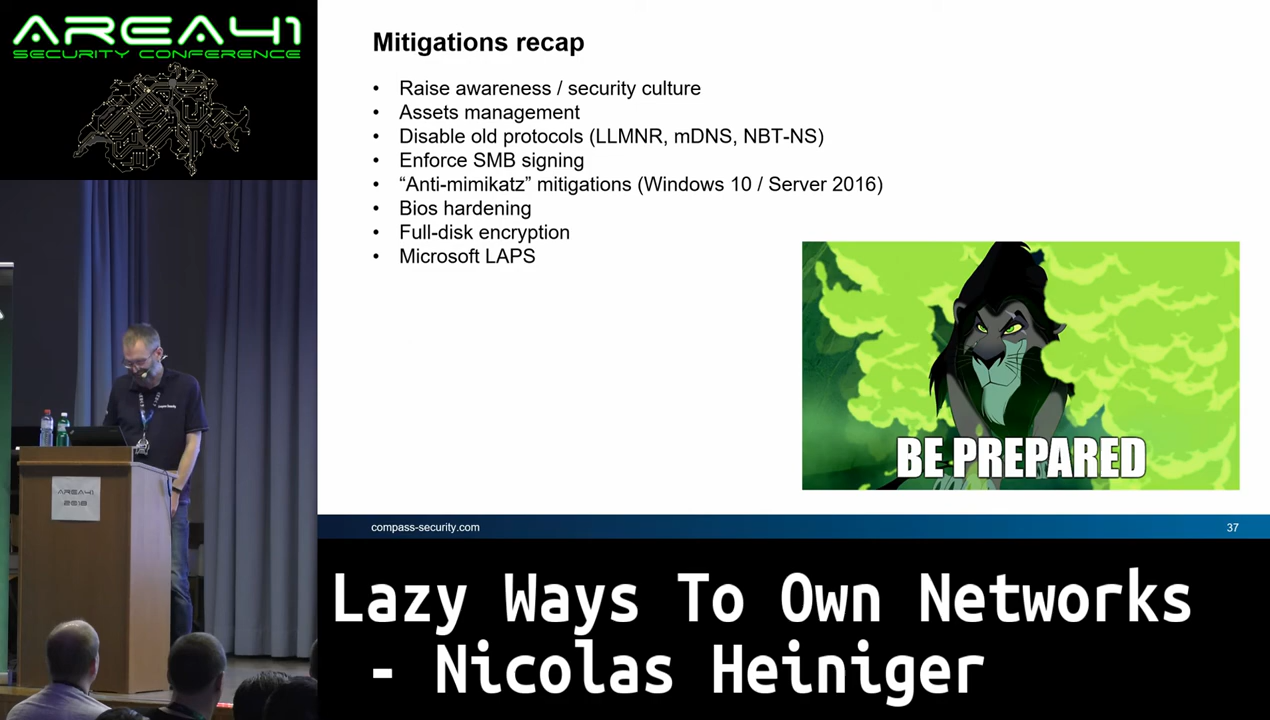 AREA41
SECURITY CONFERENCE
Mitigations recap
• Raise awareness / security culture
• Assets management
• Disable old protocols (LLMNR, mDNS, NBT-NS)
• Enforce SMB signing
• “Anti-mimikatz” mitigations (Windows 10 / Server 2016)
• Bios hardening
• Full-disk encryption
• Microsoft LAPS
BE PREPARED
compass-security.com
37
AREA41
2018
Lazy Ways To Own Networks
- Nicolas Heiniger